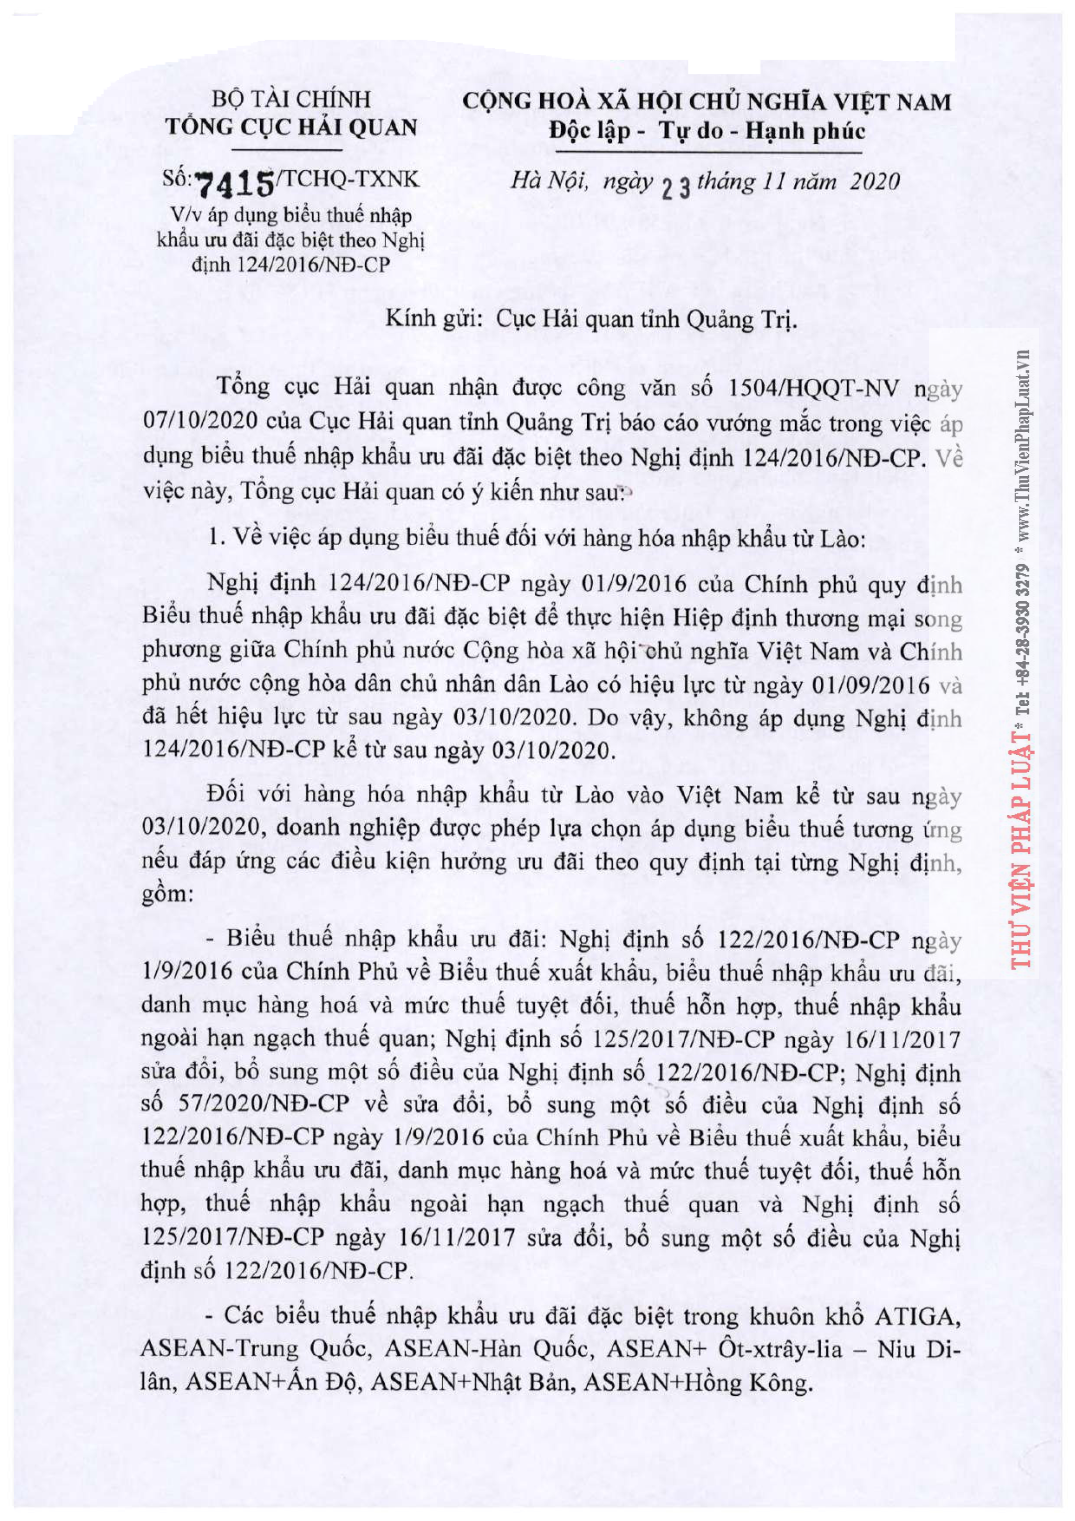 BỘ TÀI CHÍNH
TỔNG CỤC HẢI QUAN
Số: 7415/TCHQ-TXNK
V/v áp dụng biểu thuế nhập
khẩu ưu đãi đặc biệt theo Nghị
định 124/2016/NĐ-CP
CỘNG HOÀ XÃ HỘI CHỦ NGHĨA VIỆT NAM
Độc lập - Tự do - Hạnh phúc
Hà Nội, ngày 23 tháng 11 năm 2020
Kính gửi: Cục Hải quan tỉnh Quảng Trị.
Tổng cục Hải quan nhận được công văn số 1504/HQQT-NV ngày
07/10/2020 của Cục Hải quan tỉnh Quảng Trị báo cáo vướng mắc trong việc áp
dụng biểu thuế nhập khẩu ưu đãi đặc biệt theo Nghị định 124/2016/NĐ-CP. Về
việc này, Tổng cục Hải quan có ý kiến như sau:
1. Về việc áp dụng biểu thuế đối với hàng hóa nhập khẩu từ Lào:
Nghị định 124/2016/NĐ-CP ngày 01/9/2016 của Chính phủ quy định
Biểu thuế nhập khẩu ưu đãi đặc biệt để thực hiện Hiệp định thương mại song
phương giữa Chính phủ nước Cộng hòa xã hội chủ nghĩa Việt Nam và Chính
phủ nước cộng hòa dân chủ nhân dân Lào có hiệu lực từ ngày 01/09/2016 và
đã hết hiệu lực từ sau ngày 03/10/2020. Do vậy, không áp dụng Nghị định
124/2016/NĐ-CP kể từ sau ngày 03/10/2020.
Đối với hàng hóa nhập khẩu từ Lào vào Việt Nam kể từ sau ngày
03/10/2020, doanh nghiệp được phép lựa chọn áp dụng biểu thuế tương ứng
nếu đáp ứng các điều kiện hưởng ưu đãi theo quy định tại từng Nghị định,
gồm:
- Biểu thuế nhập khẩu ưu đãi: Nghị định số 122/2016/NĐ-CP ngày
1/9/2016 của Chính Phủ về Biểu thuế xuất khẩu, biểu thuế nhập khẩu ưu đãi,
danh mục hàng hoá và mức thuế tuyệt đối, thuế hỗn hợp, thuế nhập khẩu
ngoài hạn ngạch thuế quan; Nghị định số 125/2017/NĐ-CP ngày 16/11/2017
sửa đổi, bổ sung một số điều của Nghị định số 122/2016/NĐ-CP; Nghị định
số 57/2020/NĐ-CP về sửa đổi, bổ sung một số điều của Nghị định số
122/2016/NĐ-CP ngày 1/9/2016 của Chính Phủ về Biểu thuế xuất khẩu, biểu
thuế nhập khẩu ưu đãi, danh mục hàng hoá và mức thuế tuyệt đối, thuế hỗn
hợp, thuế nhập khẩu ngoài hạn ngạch thuế quan và Nghị định số
125/2017/NĐ-CP ngày 16/11/2017 sửa đổi, bổ sung một số điều của Nghị
định số 122/2016/NĐ-CP.
- Các biểu thuế nhập khẩu ưu đãi đặc biệt trong khuôn khổ ATIGA,
ASEAN-Trung Quốc, ASEAN-Hàn Quốc, ASEAN+ Ôt-xtrây-lia – Niu Di-
lân, ASEAN+Ấn Độ, ASEAN+Nhật Bản, ASEAN+Hồng Kông.
THƯ VIỆN PHÁP LUẬT* Tel: +84-28-3930 3279 * www.ThuVienPhapLuat.vn